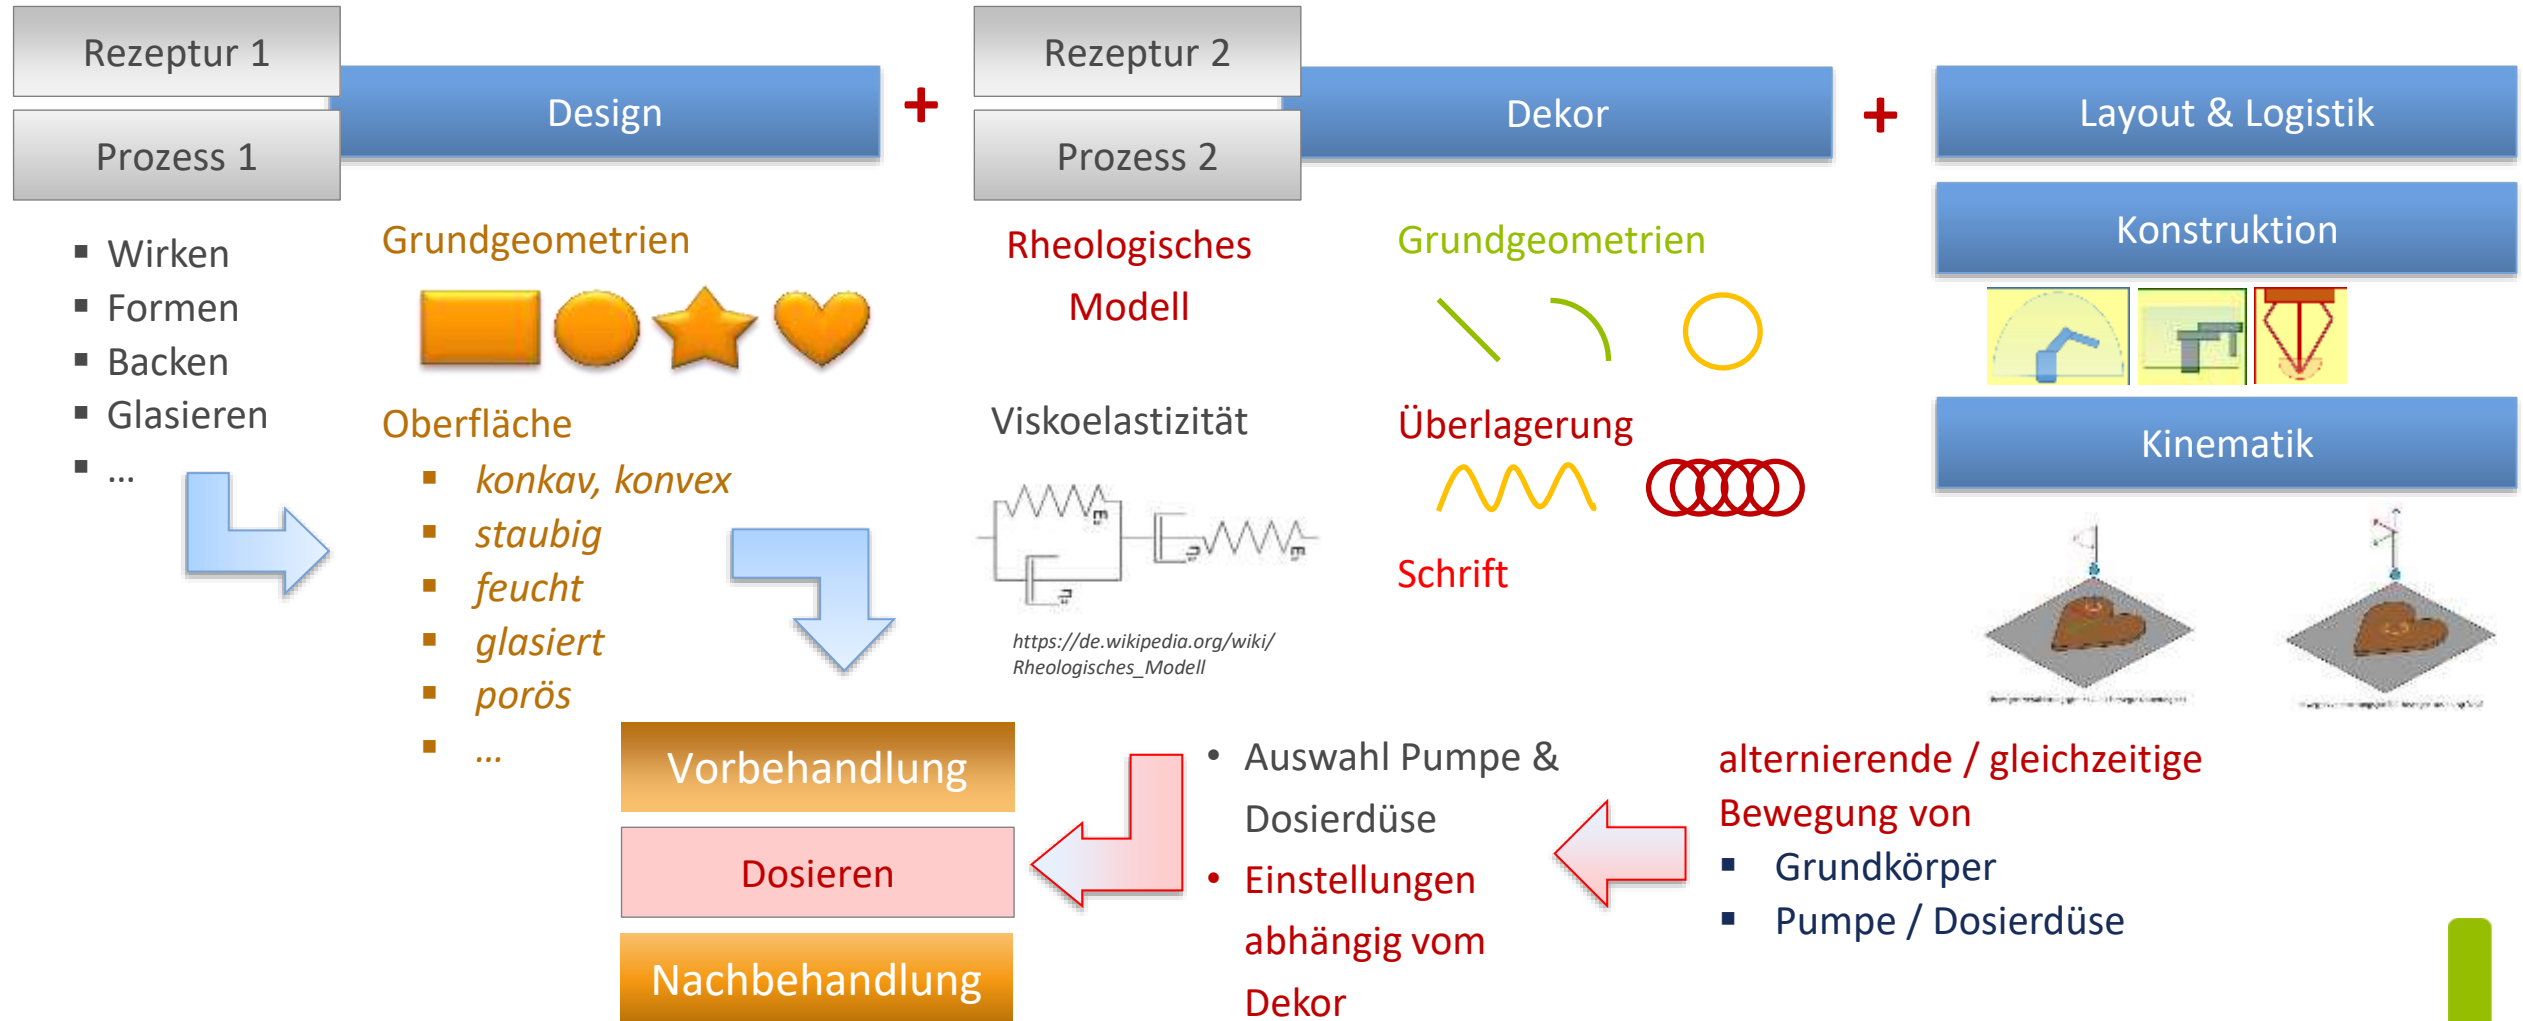 Rezeptur 1
Prozess 1
Design
+
Rezeptur 2
Prozess 2
Dekor
+
Layout & Logistik
Konstruktion
Kinematik
▪ Wirken
▪ Formen
▪ Backen
▪ Glasieren
▪ ...
Grundgeometrien
Oberfläche
▪ konkav, konvex
▪ staubig
▪ feucht
▪ glasiert
▪ porös
▪ ...
Rheologisches
Modell
Viskoelastizität
https://de.wikipedia.org/wiki/
Rheologisches_Modell
Grundgeometrien
Überlagerung
Schrift
Vorbehandlung
Dosieren
Nachbehandlung
• Auswahl Pumpe &
Dosierdüse
• Einstellungen
abhängig vom
Dekor
alternierende / gleichzeitige
Bewegung von
▪ Grundkörper
▪ Pumpe / Dosierdüse